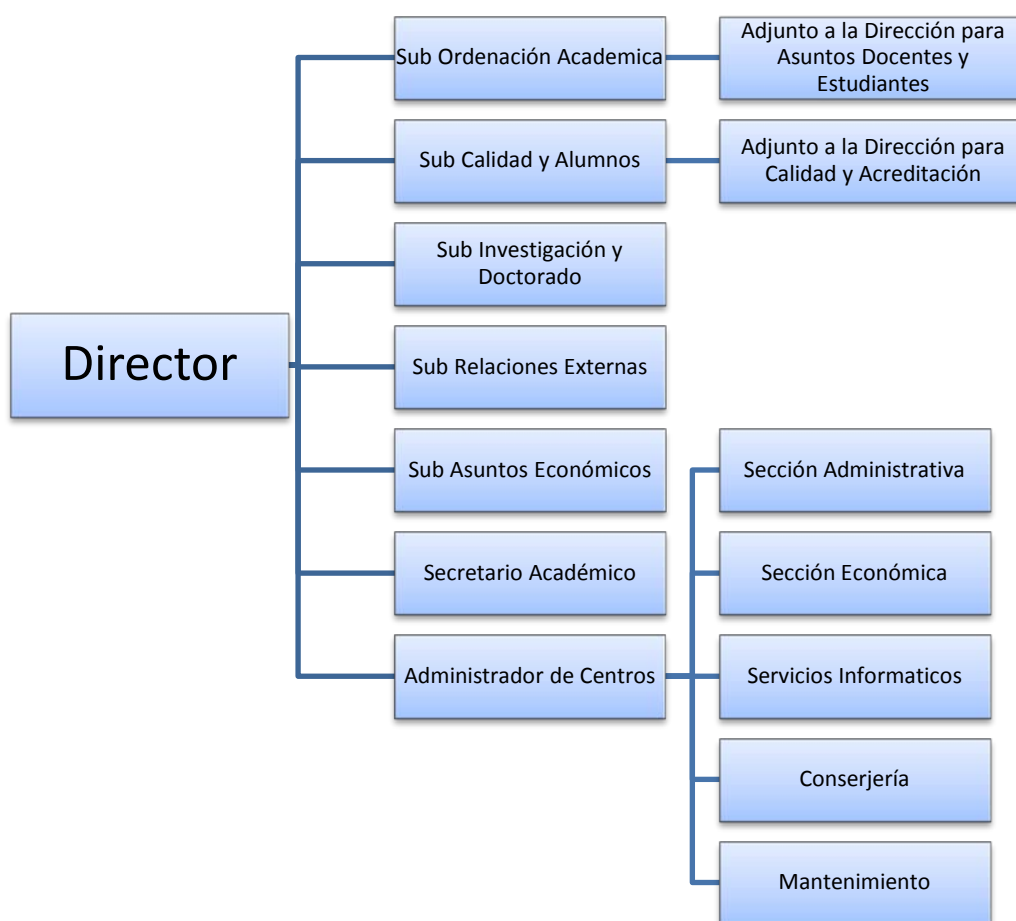 Director
Sub Ordenación Academica
Adjunto a la Dirección para
Asuntos Docentes y
Estudiantes
Sub Calidad y Alumnos
Adjunto a la Dirección para
Calidad y Acreditación
Sub Investigación y
Doctorado
Sub Relaciones Externas
Sub Asuntos Económicos
Secretario Académico
Administrador de Centros
Sección Administrativa
Sección Económica
Servicios Informaticos
Conserjería
Mantenimiento